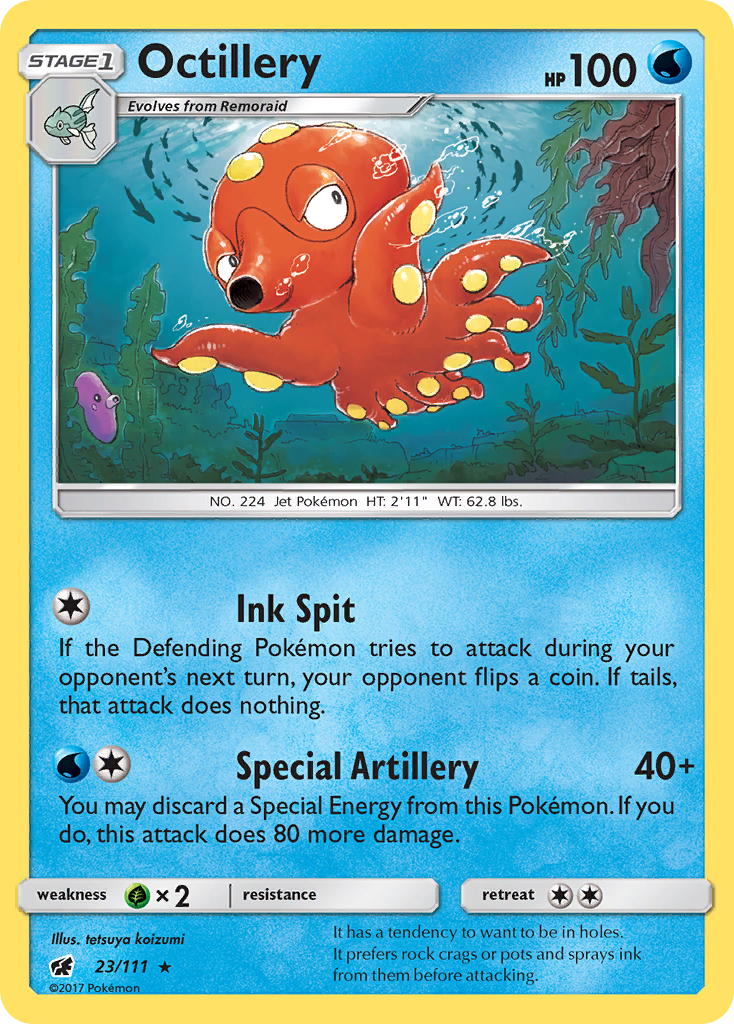 STAGE1
Octillery
HP 100
Evolves from Remoraid
NO. 224 Jet Pokémon HT: 2'11" WT: 62.8 lbs.
Ink Spit
If the Defending Pokémon tries to attack during your
opponent's next turn, your opponent flips a coin. If tails,
that attack does nothing.
Special Artillery 40+
You may discard a Special Energy from this Pokémon. If you
do, this attack does 80 more damage.
weakness ×2 resistance retreat
Illus. tetsuya koizumi
23/111 ★
©2017 Pokémon
It has a tendency to want to be in holes.
It prefers rock crags or pots and sprays ink
from them before attacking.